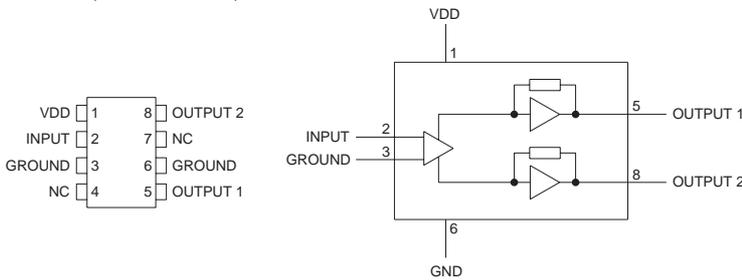 VDD 1 8 OUTPUT 2
INPUT 2 7 NC
GROUND 3 6 GROUND
NC 4 5 OUTPUT 1
VDD
1
5 OUTPUT 1
INPUT 2
GROUND 3
8 OUTPUT 2
6
GND